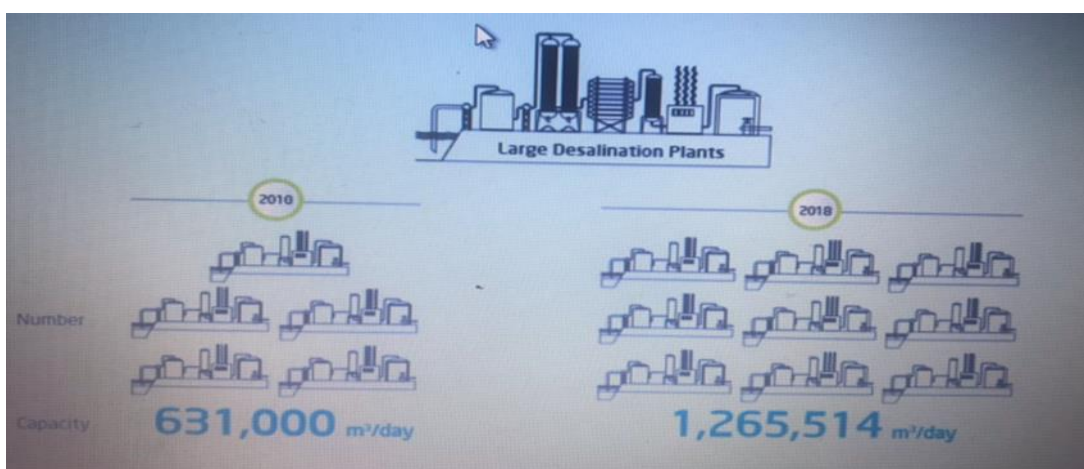 Large Desalination Plants
2010
2018
Number
Capacity
631,000 m³/day
1,265,514 m³/day